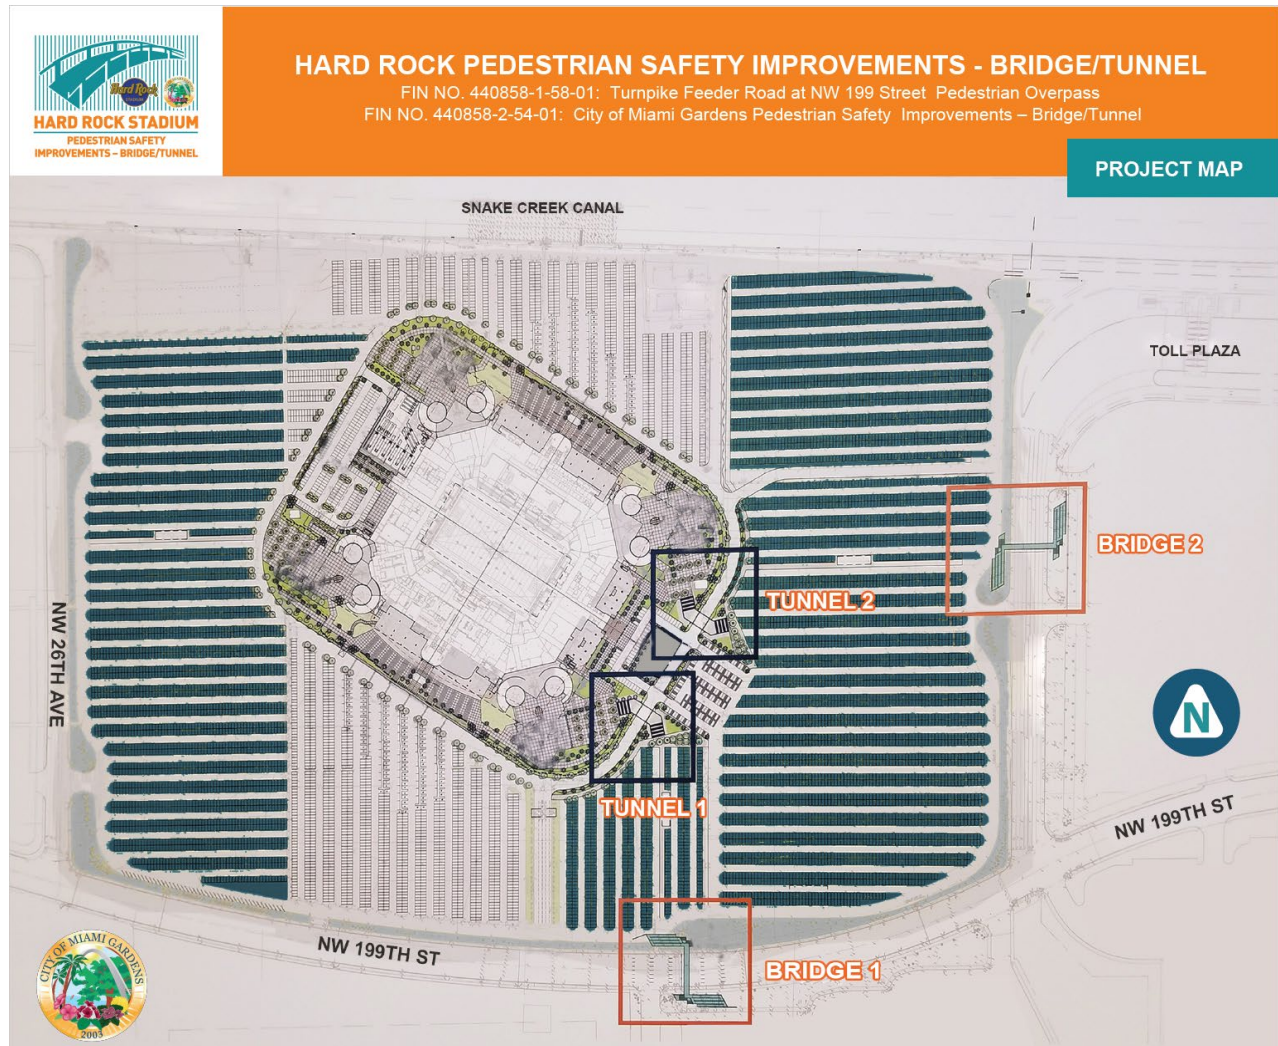 HARD ROCK PEDESTRIAN SAFETY IMPROVEMENTS - BRIDGE/TUNNEL
FIN NO. 440858-1-58-01: Turnpike Feeder Road at NW 199 Street Pedestrian Overpass
FIN NO. 440858-2-54-01: City of Miami Gardens Pedestrian Safety Improvements – Bridge/Tunnel
Hard Rock
HARD ROCK STADIUM
PEDESTRIAN SAFETY
IMPROVEMENTS – BRIDGE/TUNNEL
PROJECT MAP
SNAKE CREEK CANAL
TOLL PLAZA
BRIDGE 2
TUNNEL 2
NW 26TH AVE
N
TUNNEL 1
NW 199TH ST
NW 199TH ST
BRIDGE 1
CITY OF MIAMI GARDENS
2003